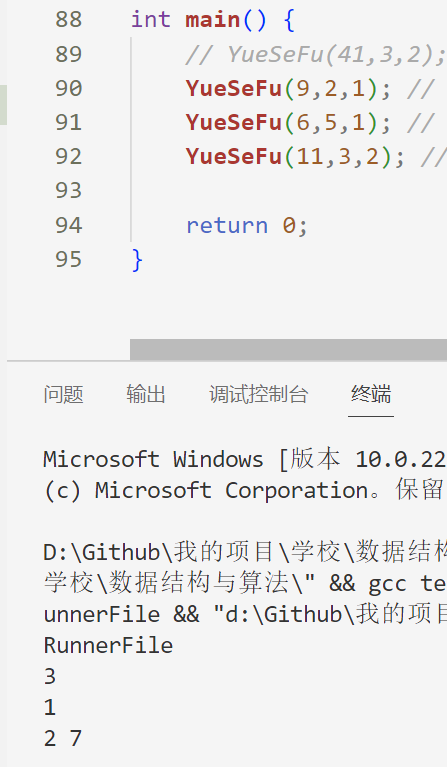 88 int main() {
89 // YueSeFu(41,3,2);
90 YueSeFu(9,2,1); //
91 YueSeFu(6,5,1); //
92 YueSeFu(11,3,2); //
93
94 return 0;
95 }
问题 输出 调试控制台 终端
Microsoft Windows [版本 10.0.22
(c) Microsoft Corporation。保留
D:\Github\我的项目\学校\数据结构
学校\数据结构与算法\" && gcc te
unnerFile && "d:\Github\我的项目
RunnerFile
3
1
2 7